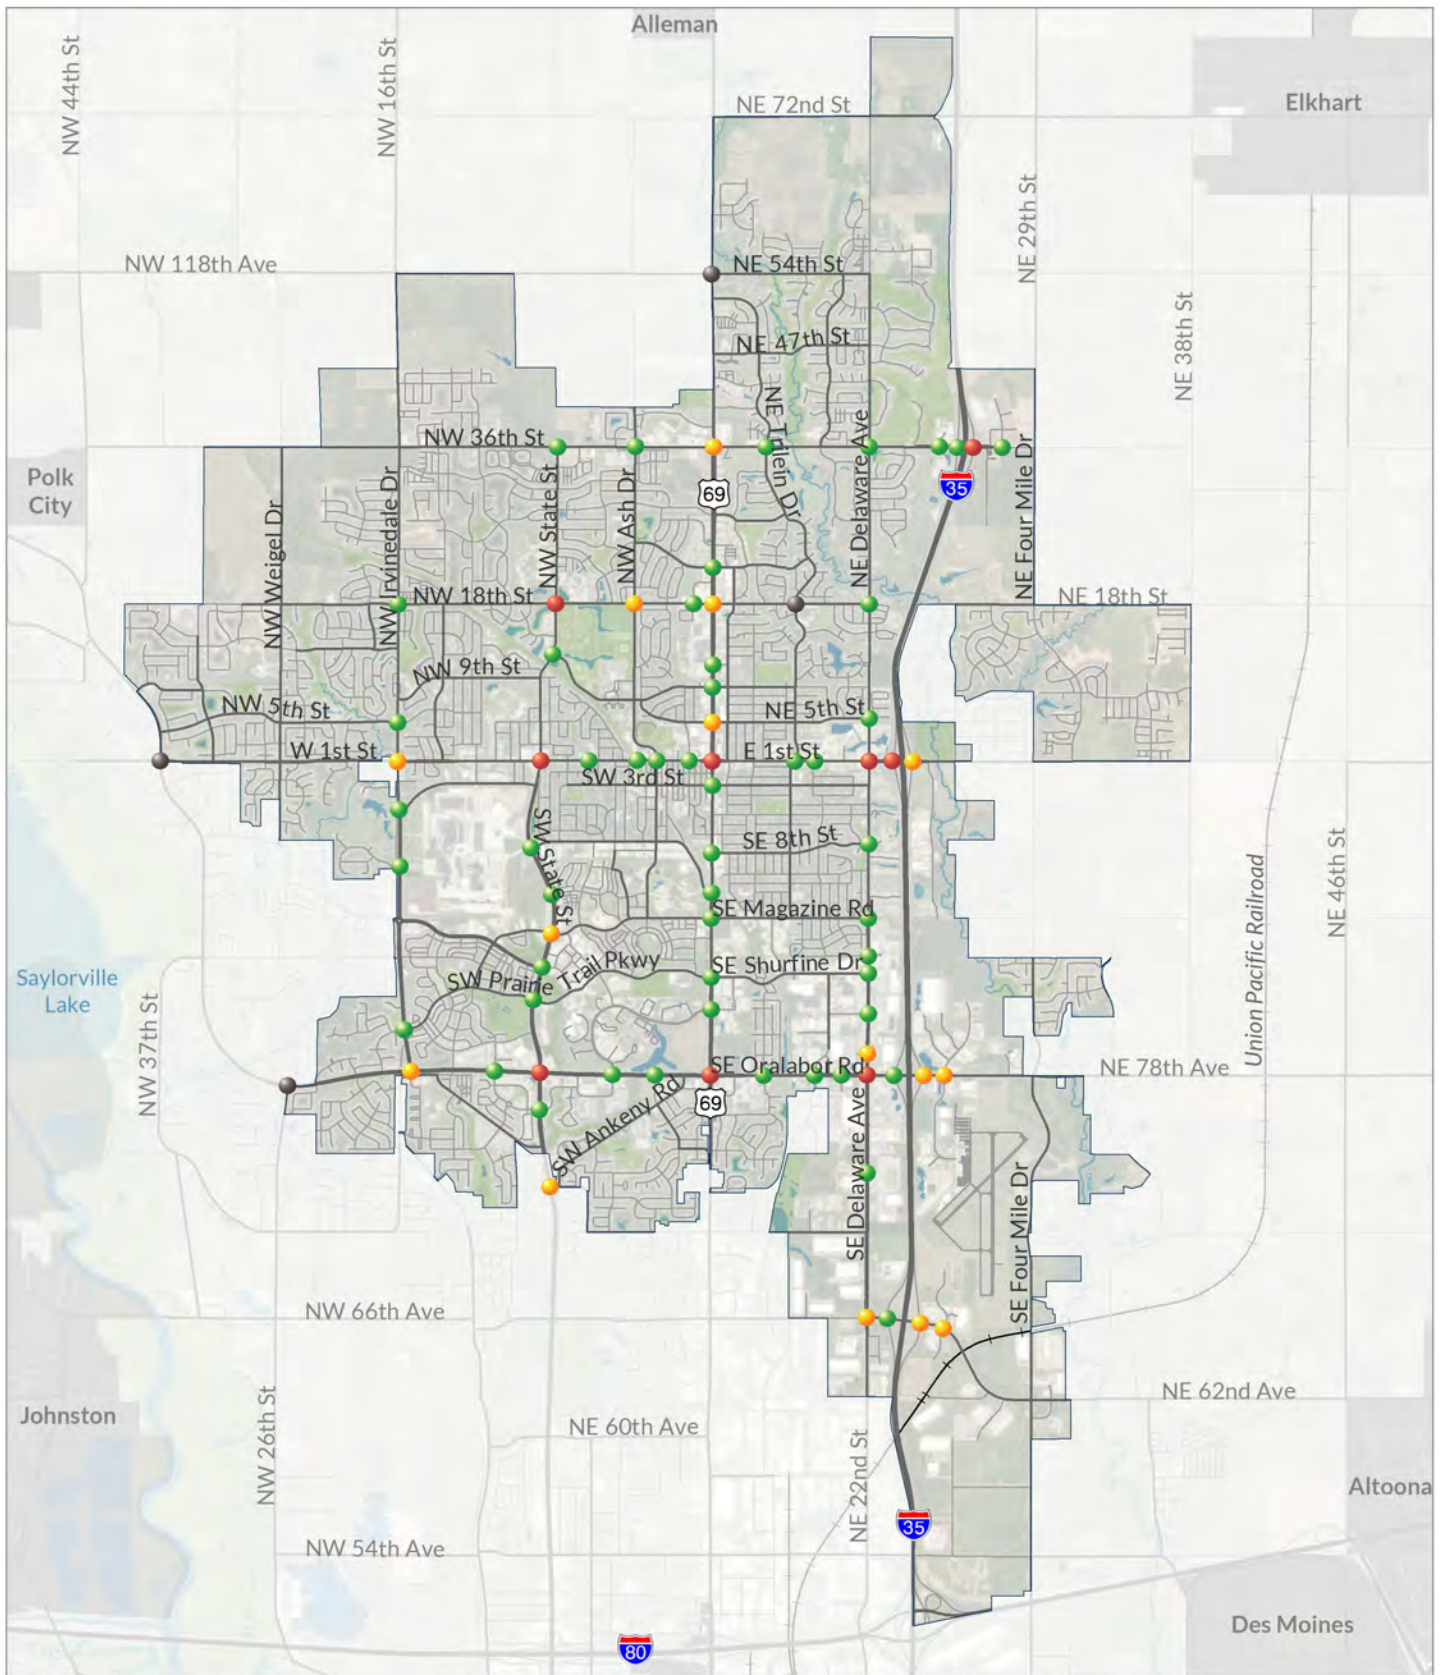 Alleman
NW 44th St
NW 16th St
NE 72nd St
Elkhart
NE 29th St
NW 118th Ave
NE 54th St
NE 38th St
NE 47th St
NW 36th St
NE Trilein Dr
NE Delaware Ave
Polk
City
NW Weigel Dr
NW Irvinedale Dr
NW State St
NW Ash Dr
69
35
NE Four Mile Dr
NW 18th St
NE 18th St
NW 9th St
NW 5th St
NE 5th St
W 1st St
E 1st St
SW 3rd St
SW State St
SE 8th St
NE 46th St
Union Pacific Railroad
SE Magazine Rd
SW Prairie Trail Pkwy
SE Shurfine Dr
Saylorville
Lake
NW 37th St
SE Oralabor Rd
NE 78th Ave
69
SW Ankeny Rd
SE Delaware Ave
SE Four Mile Dr
NW 66th Ave
NE 62nd Ave
Johnston
NW 26th St
NE 60th Ave
NE 22nd St
Altoona
35
NW 54th Ave
Des Moines
80